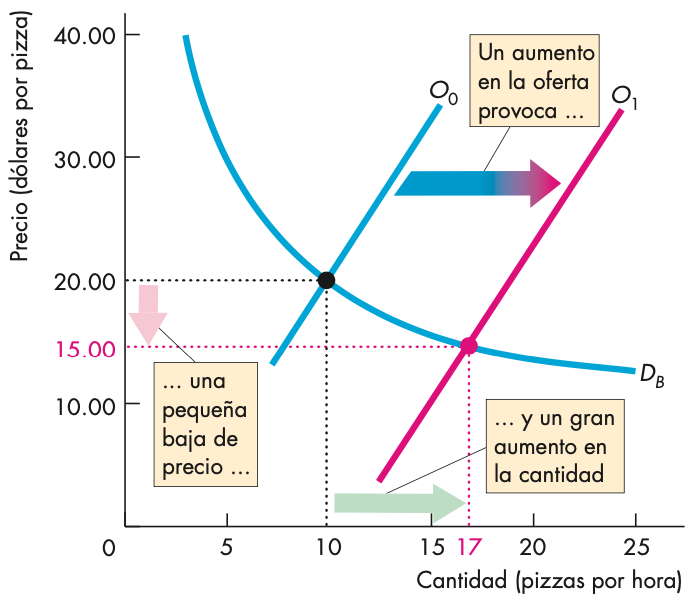 Precio (dólares por pizza)
40.00
30.00
20.00
15.00
10.00
0
5
10
15
17
20
25
Cantidad (pizzas por hora)
O0
O1
DB
Un aumento
en la oferta
provoca ...
... una
pequeña
baja de
precio ...
... y un gran
aumento en
la cantidad